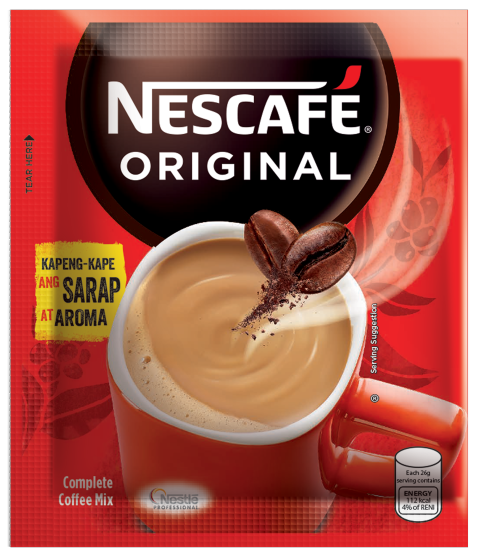 NESCAFÉ®
ORIGINAL
TEAR HERE
KAPENG-KAPE
ANG SARAP
AT AROMA
Serving Suggestion
Complete
Coffee Mix
Nestlé
PROFESSIONAL
Each 26g
serving contains
ENERGY
112 kcal
4% of RENI